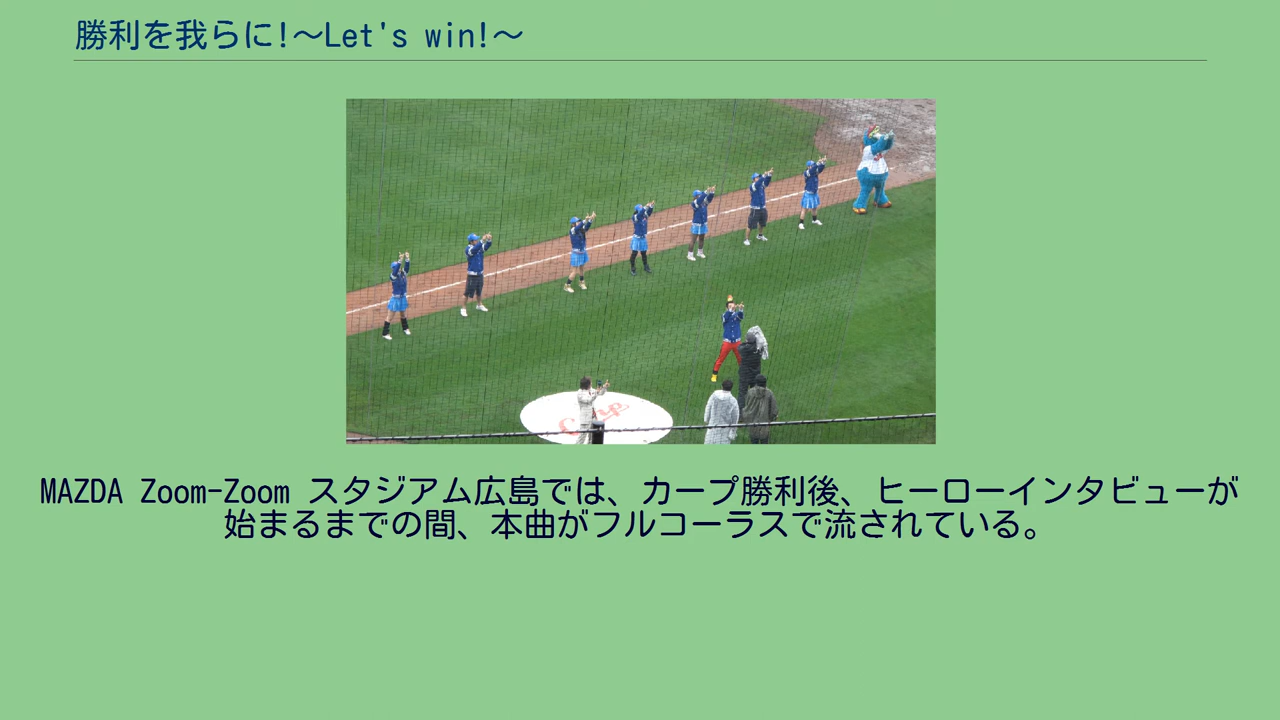 勝利を我らに!〜Let's win!〜
Carp
MAZDA Zoom-Zoom スタジアム広島では、カープ勝利後、ヒーローインタビューが
始まるまでの間、本曲がフルコーラスで流されている。